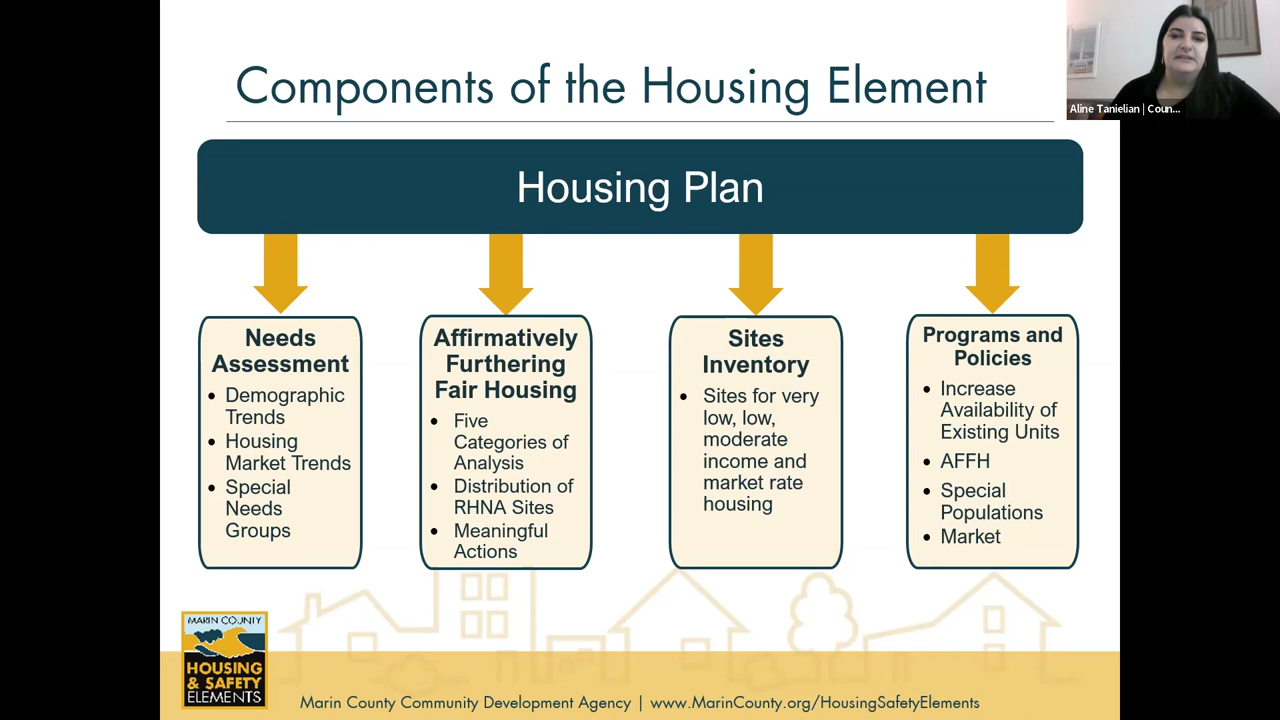 Components of the Housing Element
Aline Tanielian | Coun...
Housing Plan
Needs
Assessment
• Demographic
Trends
• Housing
Market Trends
• Special
Needs
Groups
Affirmatively
Furthering
Fair Housing
• Five
Categories of
Analysis
• Distribution of
RHNA Sites
• Meaningful
Actions
Sites
Inventory
• Sites for very
low, low,
moderate
income and
market rate
housing
Programs and
Policies
• Increase
Availability of
Existing Units
• AFFH
• Special
Populations
• Market
MARIN COUNTY
HOUSING
& SAFETY
ELEMENTS
Marin County Community Development Agency | www.MarinCounty.org/HousingSafetyElements